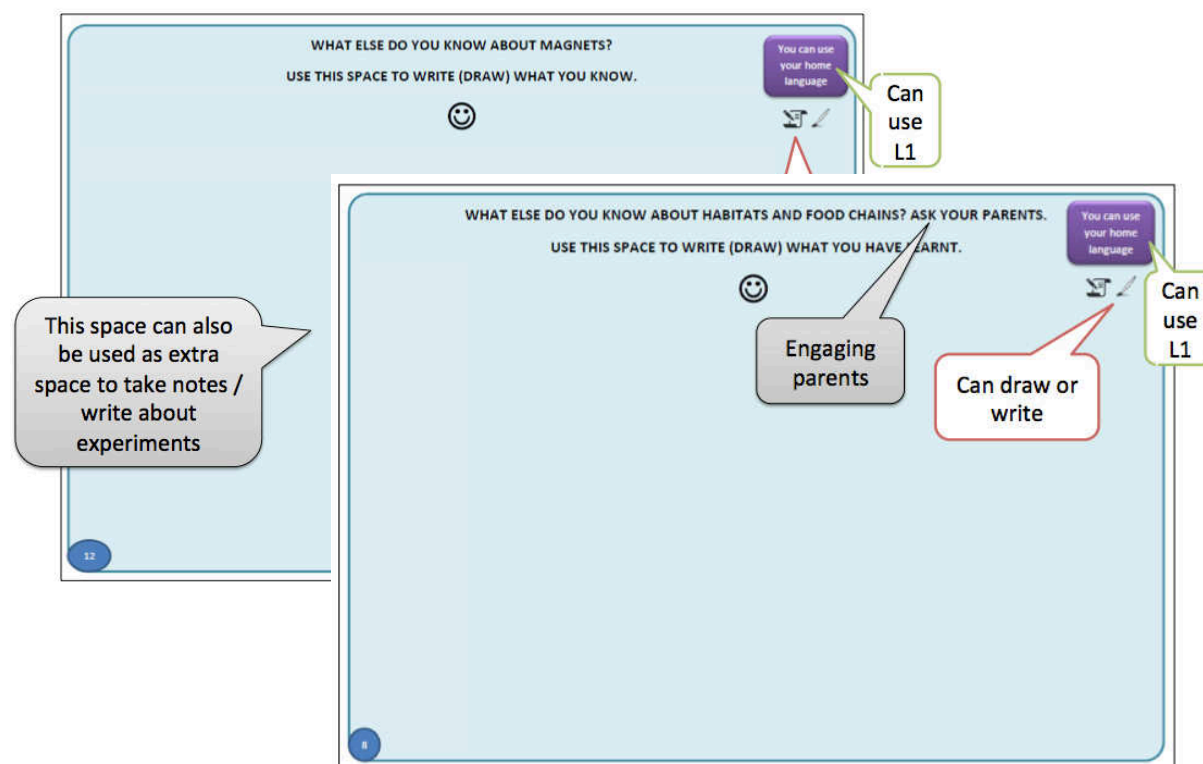 WHAT ELSE DO YOU KNOW ABOUT MAGNETS?
USE THIS SPACE TO WRITE (DRAW) WHAT YOU KNOW.
You can use
your home
language
Can
use
L1
WHAT ELSE DO YOU KNOW ABOUT HABITATS AND FOOD CHAINS? ASK YOUR PARENTS.
USE THIS SPACE TO WRITE (DRAW) WHAT YOU HAVE LEARNT.
You can use
your home
language
Can
use
L1
This space can also
be used as extra
space to take notes /
write about
experiments
Engaging
parents
Can draw or
write
12
8